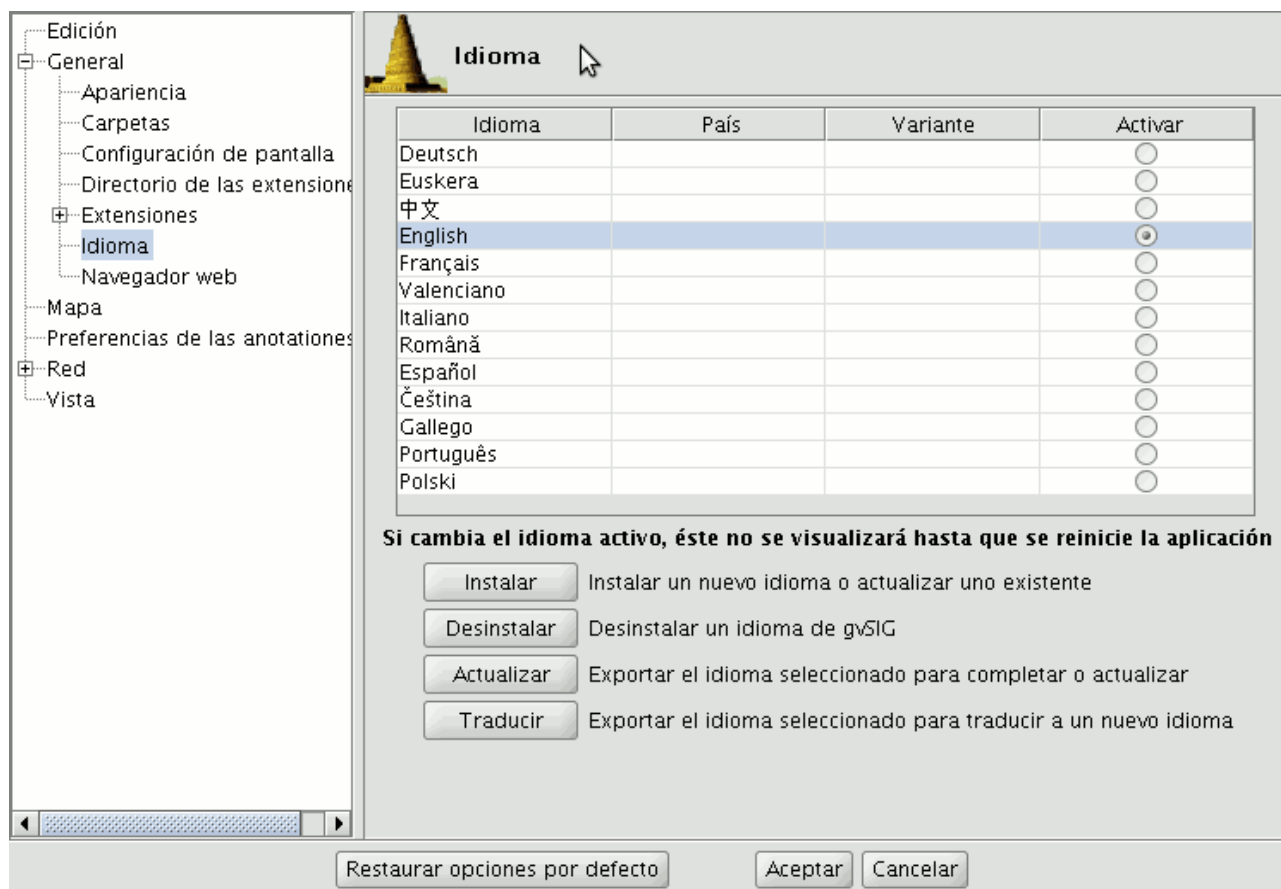 Edición
General
Apariencia
Carpetas
Configuración de pantalla
Directorio de las extensione
Extensiones
Idioma
Navegador web
Mapa
Preferencias de las anotationes
Red
Vista
Idioma
Idioma País Variante Activar
Deutsch
Euskera
中文
English
Français
Valenciano
Italiano
Română
Español
Čeština
Gallego
Português
Polski
Si cambia el idioma activo, éste no se visualizará hasta que se reinicie la aplicación
Instalar Instalar un nuevo idioma o actualizar uno existente
Desinstalar Desinstalar un idioma de gvSIG
Actualizar Exportar el idioma seleccionado para completar o actualizar
Traducir Exportar el idioma seleccionado para traducir a un nuevo idioma
Restaurar opciones por defecto Aceptar Cancelar